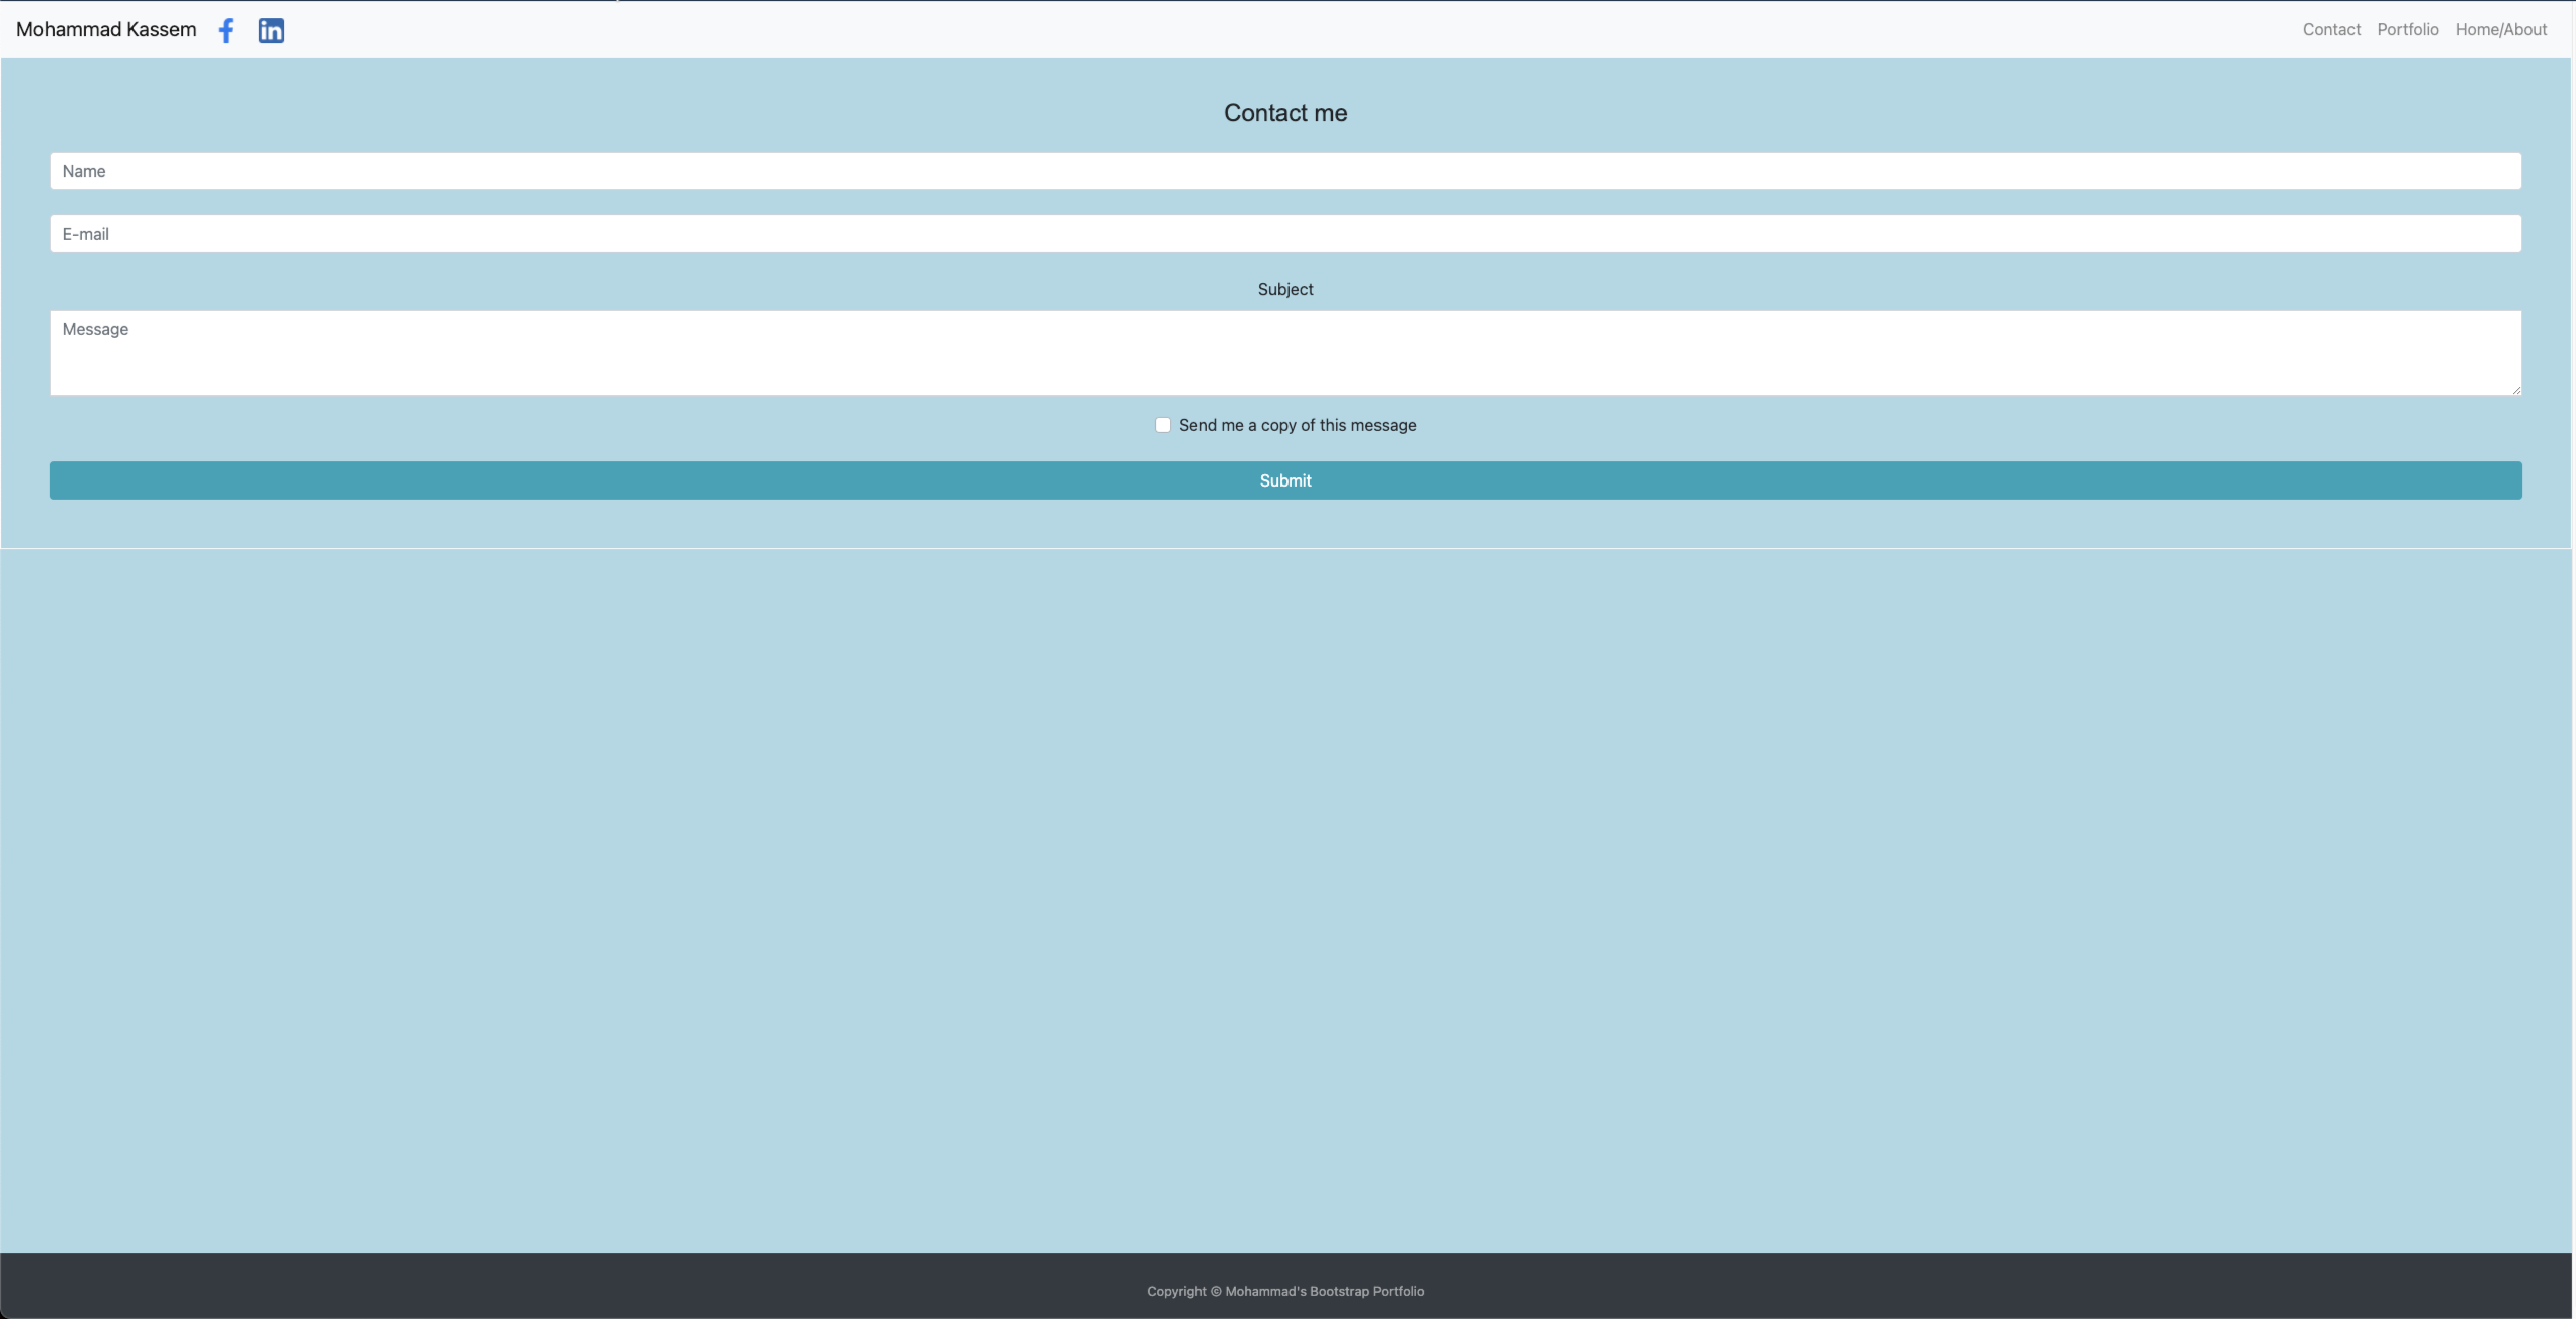 Mohammad Kassem f in Contact Portfolio Home/About
Contact me
Name
E-mail
Subject
Message
Send me a copy of this message
Submit
Copyright © Mohammad's Bootstrap Portfolio